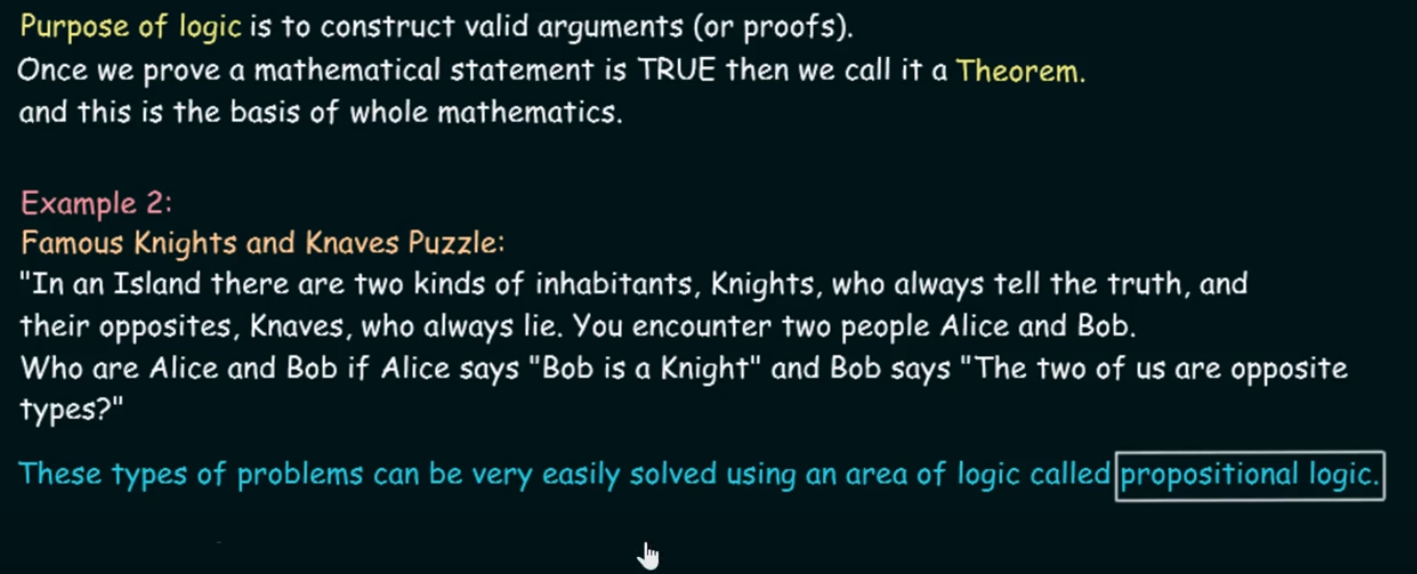 Purpose of logic is to construct valid arguments (or proofs).
Once we prove a mathematical statement is TRUE then we call it a Theorem.
and this is the basis of whole mathematics.
Example 2:
Famous Knights and Knaves Puzzle:
"In an Island there are two kinds of inhabitants, Knights, who always tell the truth, and
their opposites, Knaves, who always lie. You encounter two people Alice and Bob.
Who are Alice and Bob if Alice says "Bob is a Knight" and Bob says "The two of us are opposite
types?"
These types of problems can be very easily solved using an area of logic called propositional logic.